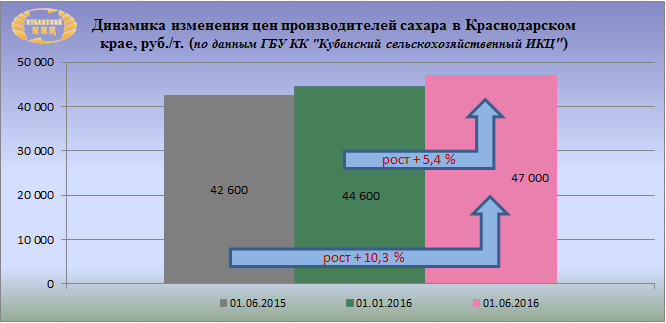 КУБАНСКИЙ
ИКЦ
Динамика изменения цен производителей сахара в Краснодарском
крае, руб./т. (по данным ГБУ КК "Кубанский сельскохозяйственный ИКЦ")
50 000
40 000
30 000
20 000
10 000
0
рост + 5,4 %
42 600
44 600
47 000
рост + 10,3 %
01.06.2015
01.01.2016
01.06.2016